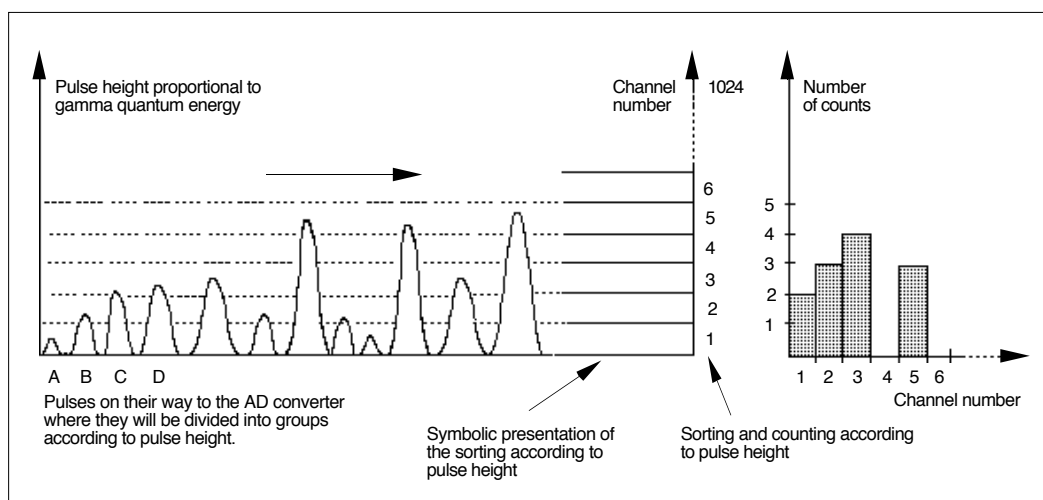 Pulse height proportional to
gamma quantum energy
A B C D
Pulses on their way to the AD converter
where they will be divided into groups
according to pulse height.
Channel
number
1024
6
5
4
3
2
1
Symbolic presentation of
the sorting according to
pulse height
Sorting and counting according
to pulse height
Number
of counts
5
4
3
2
1
1 2 3 4 5 6
Channel number